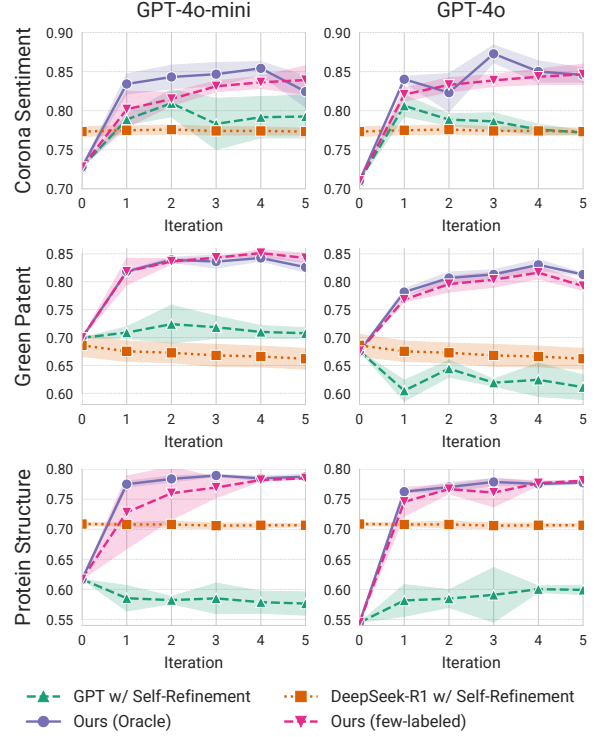 GPT-4o-mini GPT-4o
Corona Sentiment
0.90
0.85
0.80
0.75
0.70
0 1 2 3 4 5
Iteration
0.90
0.85
0.80
0.75
0.70
0 1 2 3 4 5
Iteration
Green Patent
0.85
0.80
0.75
0.70
0.65
0.60
0 1 2 3 4 5
Iteration
0.85
0.80
0.75
0.70
0.65
0.60
0 1 2 3 4 5
Iteration
Protein Structure
0.80
0.75
0.70
0.65
0.60
0.55
0 1 2 3 4 5
Iteration
0.80
0.75
0.70
0.65
0.60
0.55
0 1 2 3 4 5
Iteration
GPT w/ Self-Refinement DeepSeek-R1 w/ Self-Refinement
Ours (Oracle) Ours (few-labeled)